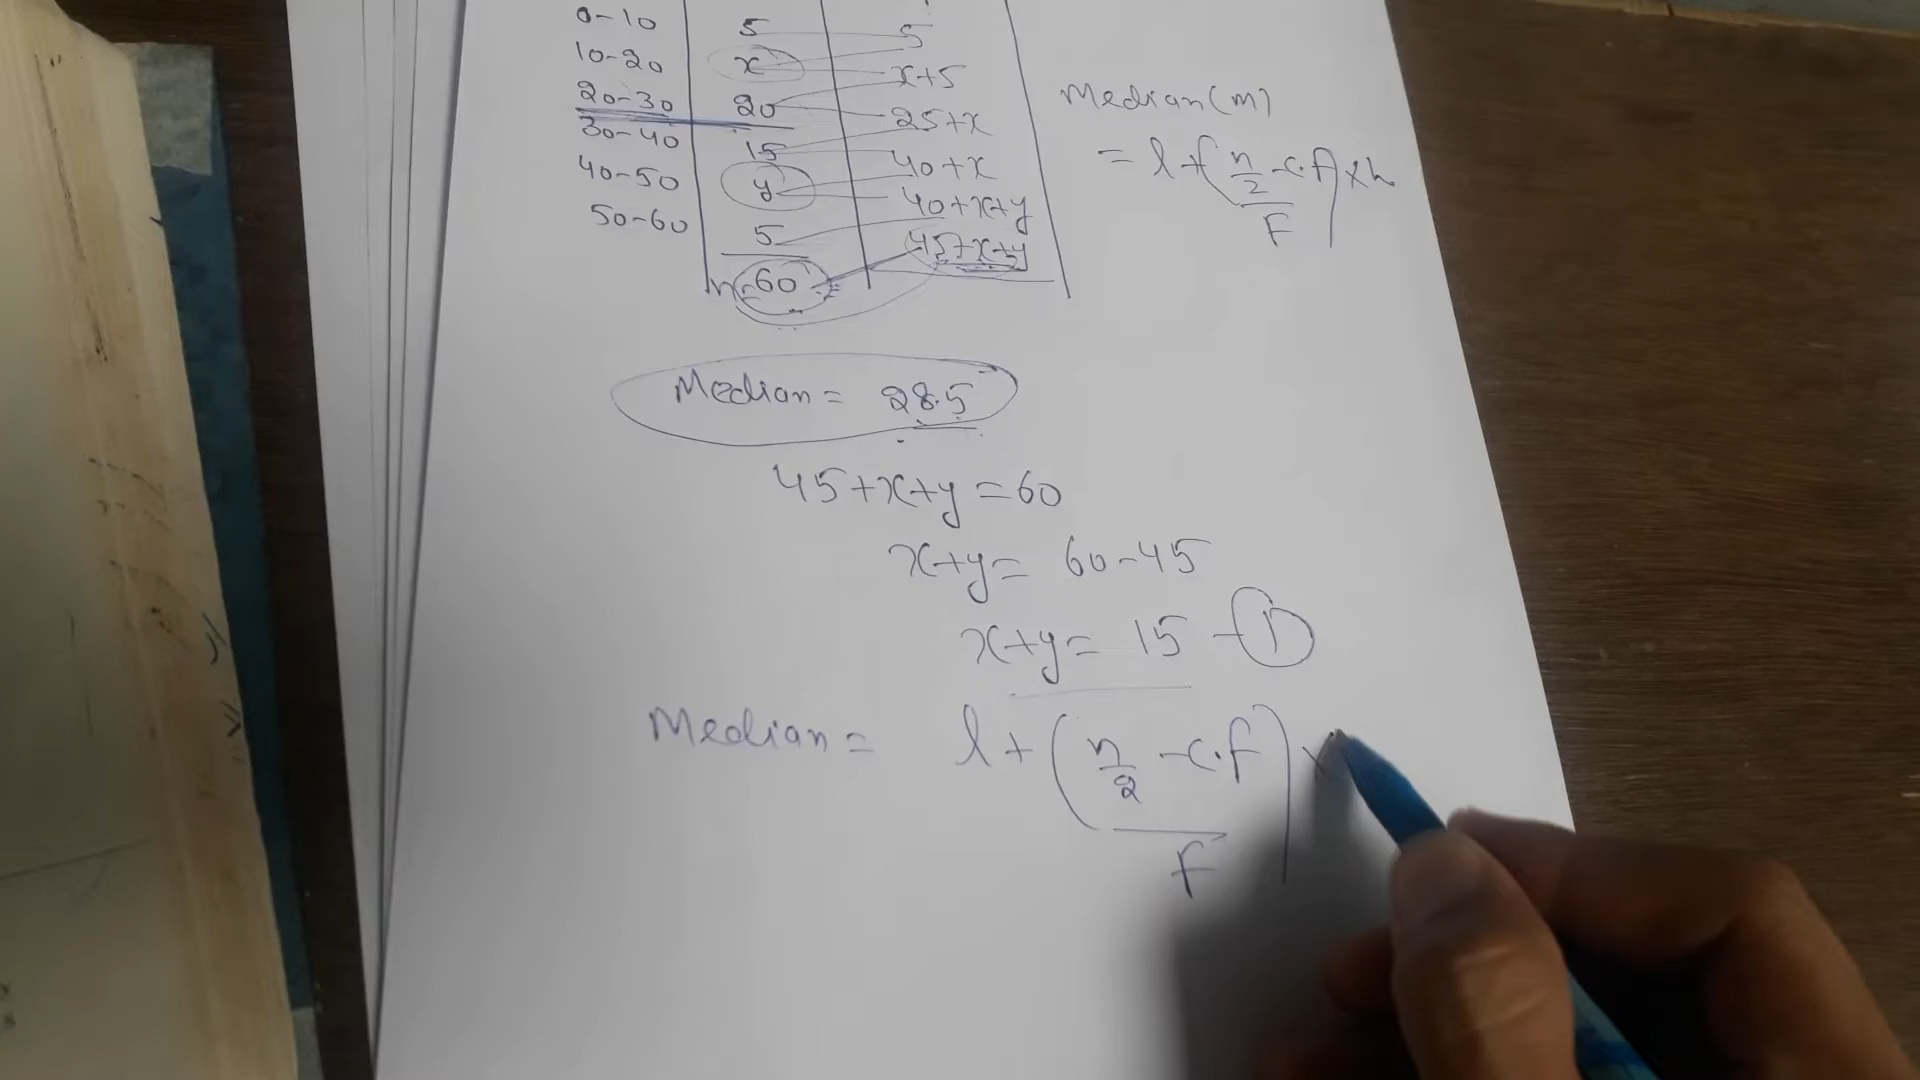 0-10 5 5
10-20 x x+5
20-30 20 25+x
30-40 15 40+x
40-50 y 40+x+y
50-60 5 45+x+y
n=60
Median (m)
= l+(n/2 -c.f/F)xh
Median = 28.5
45+x+y=60
x+y= 60-45
x+y= 15 -1
Median = l+(n/2 -c.f/F)x